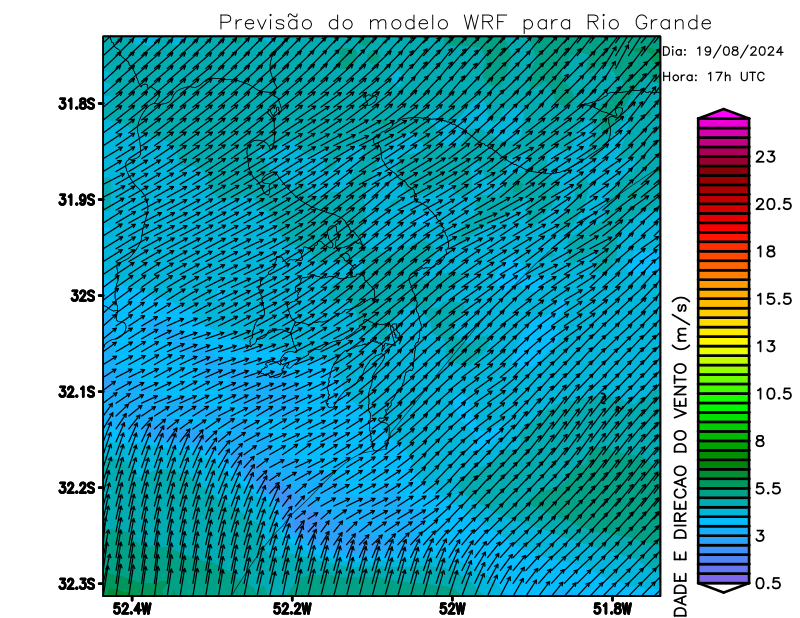 Previsão do modelo WRF para Rio Grande
Dia: 19/08/2024
Hora: 17h UTC
31.8S
31.9S
32S
32.1S
32.2S
32.3S
52.4W
52.2W
52W
51.8W
23
20.5
18
15.5
13
10.5
8
5.5
3
0.5
DADE E DIRECAO DO VENTO (m/s)